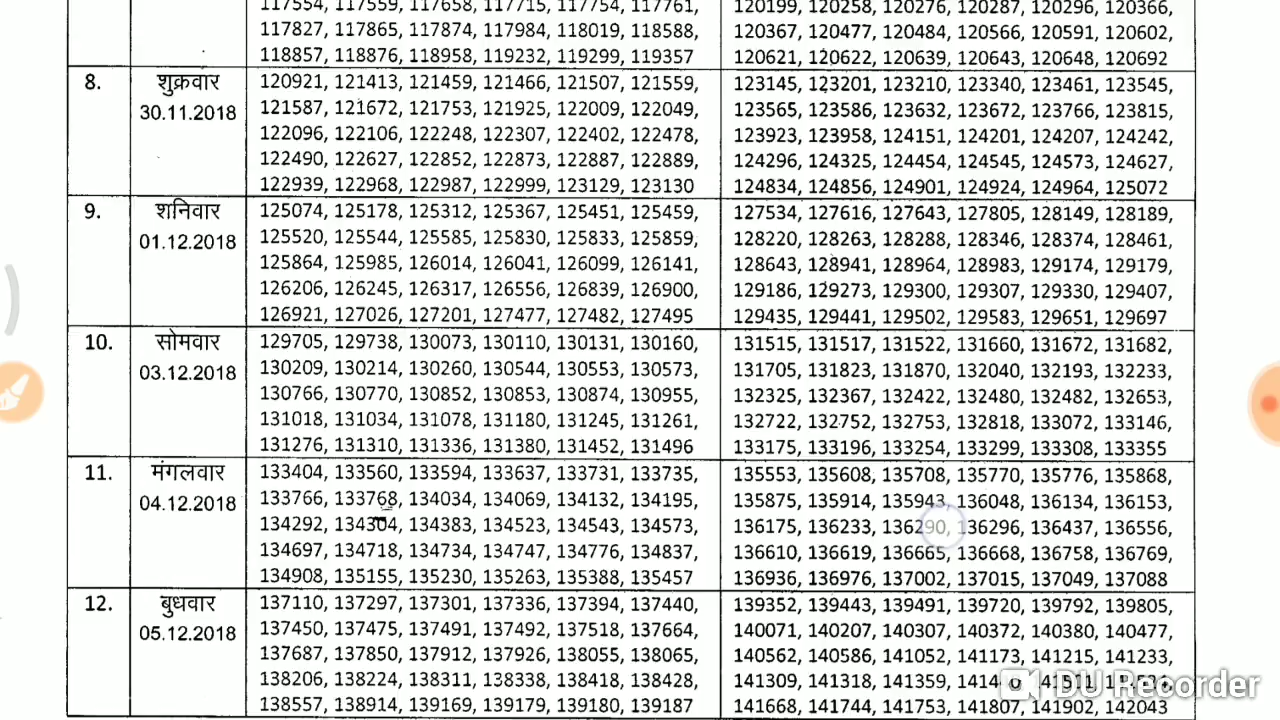 117554, 117559, 117658, 117715, 117754, 117761, 120199, 120258, 120276, 120287, 120296, 120366,
117827, 117865, 117874, 117984, 118019, 118588, 120367, 120477, 120484, 120566, 120591, 120602,
118857, 118876, 118958, 119232, 119299, 119357 120621, 120622, 120639, 120643, 120648, 120692
8. शुक्रवार 120921, 121413, 121459, 121466, 121507, 121559, 123145, 123201, 123210, 123340, 123461, 123545,
30.11.2018 121587, 121672, 121753, 121925, 122009, 122049, 123565, 123586, 123632, 123672, 123766, 123815,
122096, 122106, 122248, 122307, 122402, 122478, 123923, 123958, 124151, 124201, 124207, 124242,
122490, 122627, 122852, 122873, 122887, 122889, 124296, 124325, 124454, 124545, 124573, 124627,
122939, 122968, 122987, 122999, 123129, 123130 124834, 124856, 124901, 124924, 124964, 125072
9. शनिवार 125074, 125178, 125312, 125367, 125451, 125459, 127534, 127616, 127643, 127805, 128149, 128189,
01.12.2018 125520, 125544, 125585, 125830, 125833, 125859, 128220, 128263, 128288, 128346, 128374, 128461,
125864, 125985, 126014, 126041, 126099, 126141, 128643, 128941, 128964, 128983, 129174, 129179,
126206, 126245, 126317, 126556, 126839, 126900, 129186, 129273, 129300, 129307, 129330, 129407,
126921, 127026, 127201, 127477, 127482, 127495 129435, 129441, 129502, 129583, 129651, 129697
10. सोमवार 129705, 129738, 130073, 130110, 130131, 130160, 131515, 131517, 131522, 131660, 131672, 131682,
03.12.2018 130209, 130214, 130260, 130544, 130553, 130573, 131705, 131823, 131870, 132040, 132193, 132233,
130766, 130770, 130852, 130853, 130874, 130955, 132325, 132367, 132422, 132480, 132482, 132653,
131018, 131034, 131078, 131180, 131245, 131261, 132722, 132752, 132753, 132818, 133072, 133146,
131276, 131310, 131336, 131380, 131452, 131496 133175, 133196, 133254, 133299, 133308, 133355
11. मंगलवार 133404, 133560, 133594, 133637, 133731, 133735, 135553, 135608, 135708, 135770, 135776, 135868,
04.12.2018 133766, 133768, 134034, 134069, 134132, 134195, 135875, 135914, 135943, 136048, 136134, 136153,
134292, 134304, 134383, 134523, 134543, 134573, 136175, 136233, 136290, 136296, 136437, 136556,
134697, 134718, 134734, 134747, 134776, 134837, 136610, 136619, 136665, 136668, 136758, 136769,
134908, 135155, 135230, 135263, 135388, 135457 136936, 136976, 137002, 137015, 137049, 137088
12. बुधवार 137110, 137297, 137301, 137336, 137394, 137440, 139352, 139443, 139491, 139720, 139792, 139805,
05.12.2018 137450, 137475, 137491, 137492, 137518, 137664, 140071, 140207, 140307, 140372, 140380, 140477,
137687, 137850, 137912, 137926, 138055, 138065, 140562, 140586, 141052, 141173, 141215, 141233,
138206, 138224, 138311, 138338, 138418, 138428, 141309, 141318, 141359,
138557, 138914, 139169, 139179, 139180, 139187 141668, 141744, 141753, 141807, 141902, 142043
DU Recorder